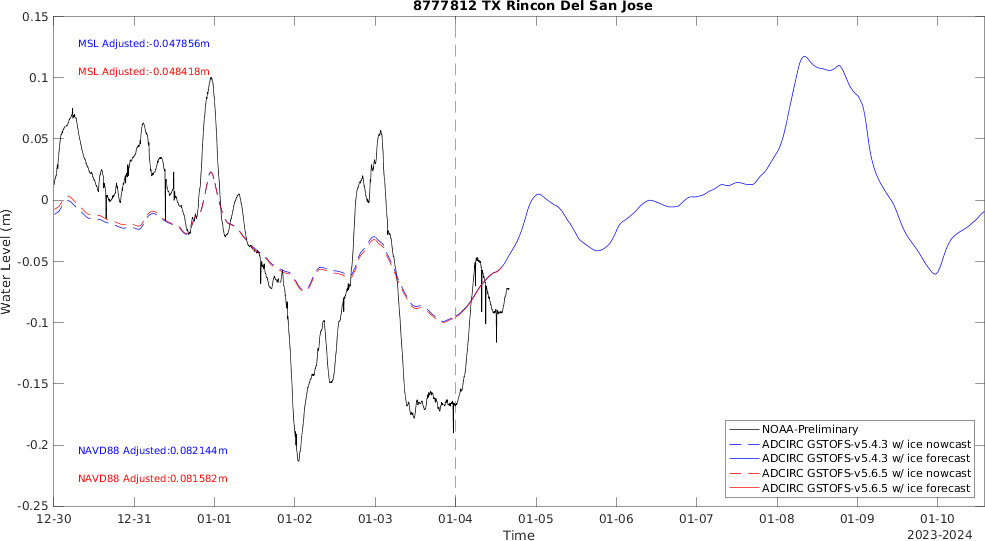 8777812 TX Rincon Del San Jose
0.15
0.1
0.05
0
-0.05
-0.1
-0.15
-0.2
-0.25
Water Level (m)
MSL Adjusted:-0.047856m
MSL Adjusted:-0.048418m
NAVD88 Adjusted:0.082144m
NAVD88 Adjusted:0.081582m
NOAA-Preliminary
ADCIRC GSTOFS-v5.4.3 w/ ice nowcast
ADCIRC GSTOFS-v5.4.3 w/ ice forecast
ADCIRC GSTOFS-v5.6.5 w/ ice nowcast
ADCIRC GSTOFS-v5.6.5 w/ ice forecast
12-30 12-31 01-01 01-02 01-03 01-04 01-05 01-06 01-07 01-08 01-09 01-10
Time
2023-2024